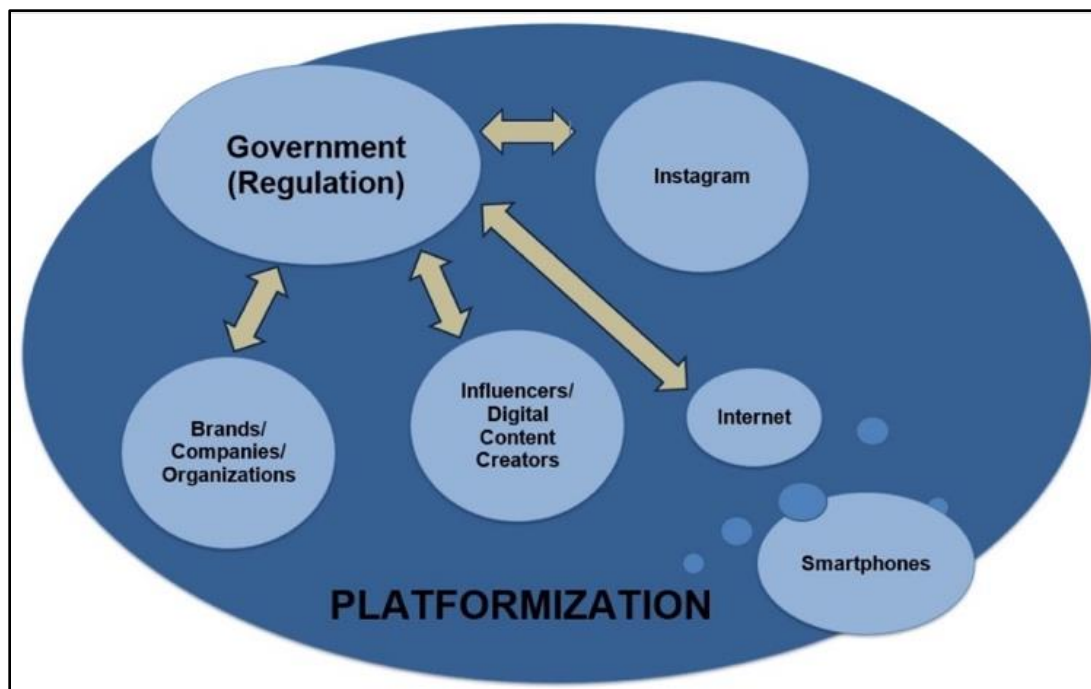 Government
(Regulation)
Instagram
Brands/
Companies/
Organizations
Influencers/
Digital
Content
Creators
Internet
Smartphones
PLATFORMIZATION